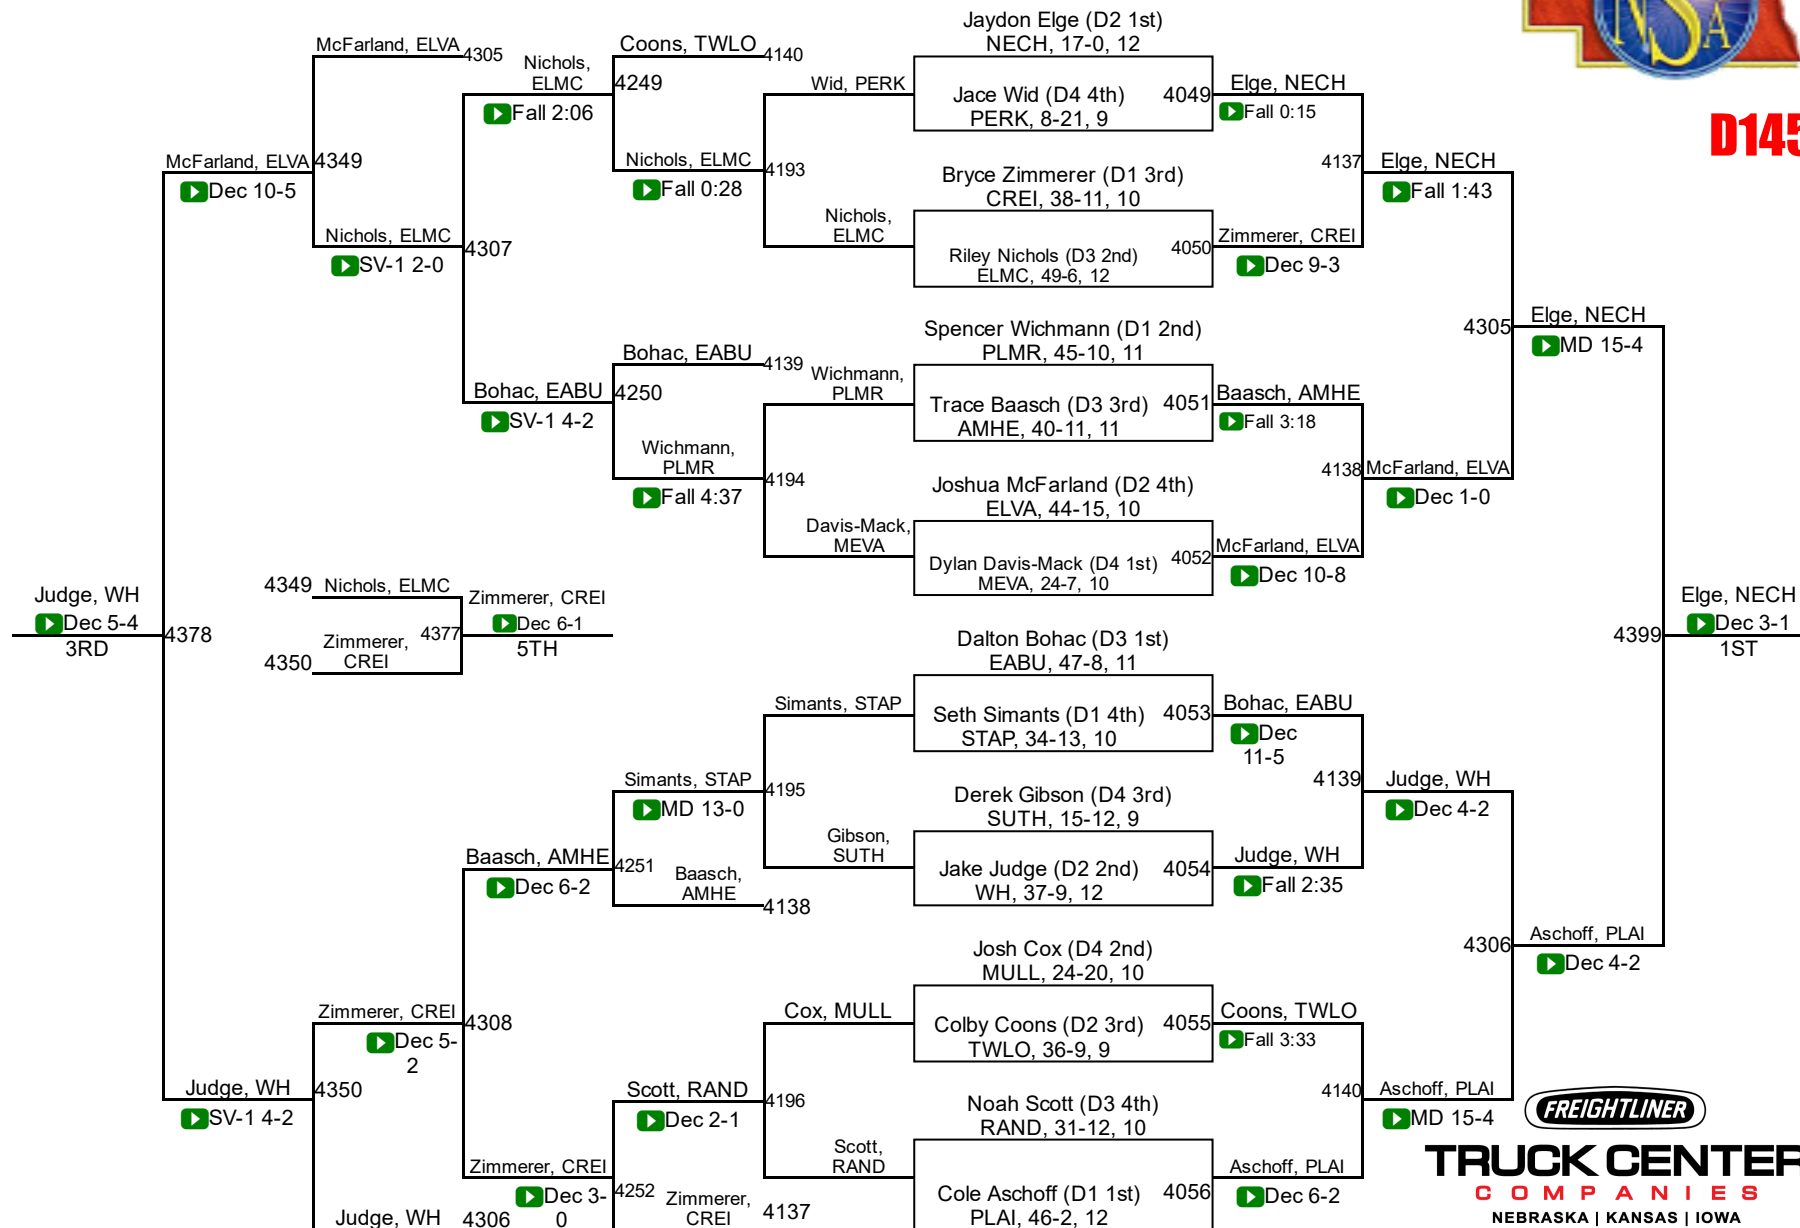 Jaydon Elge (D2 1st)
NECH, 17-0, 12
NSA
McFarland, ELVA
4305
Nichols,
ELMC
Fall 2:06
Coons, TWLO
4140
4249
Wid, PERK
Jace Wid (D4 4th)
PERK, 8-21, 9
4049
Elge, NECH
Fall 0:15
D145
McFarland, ELVA
Dec 10-5
4349
Nichols, ELMC
Fall 0:28
4193
Bryce Zimmerer (D1 3rd)
CREI, 38-11, 10
4137
Elge, NECH
Fall 1:43
Nichols, ELMC
SV-1 2-0
4307
Nichols,
ELMC
Riley Nichols (D3 2nd)
ELMC, 49-6, 12
4050
Zimmerer, CREI
Dec 9-3
Spencer Wichmann (D1 2nd)
PLMR, 45-10, 11
4305
Elge, NECH
MD 15-4
Bohac, EABU
4139
Bohac, EABU
SV-1 4-2
4250
Wichmann,
PLMR
Trace Baasch (D3 3rd)
AMHE, 40-11, 11
4051
Baasch, AMHE
Fall 3:18
Wichmann,
PLMR
Fall 4:37
4194
Joshua McFarland (D2 4th)
ELVA, 44-15, 10
4138
McFarland, ELVA
Dec 1-0
Davis-Mack,
MEVA
Dylan Davis-Mack (D4 1st)
MEVA, 24-7, 10
4052
McFarland, ELVA
Dec 10-8
Judge, WH
Dec 5-4
3RD
4378
4349
Nichols, ELMC
4350
Zimmerer,
CREI
4377
Zimmerer, CREI
Dec 6-1
5TH
4399
Elge, NECH
Dec 3-1
1ST
Dalton Bohac (D3 1st)
EABU, 47-8, 11
Simants, STAP
Seth Simants (D1 4th)
STAP, 34-13, 10
4053
Bohac, EABU
Dec
11-5
Simants, STAP
MD 13-0
4195
Derek Gibson (D4 3rd)
SUTH, 15-12, 9
4139
Judge, WH
Dec 4-2
Baasch, AMHE
Dec 6-2
4251
Baasch,
AMHE
4138
Gibson,
SUTH
Jake Judge (D2 2nd)
WH, 37-9, 12
4054
Judge, WH
Fall 2:35
Josh Cox (D4 2nd)
MULL, 24-20, 10
4306
Aschoff, PLAI
Dec 4-2
Zimmerer, CREI
Dec 5-
2
4308
Cox, MULL
Colby Coons (D2 3rd)
TWLO, 36-9, 9
4055
Coons, TWLO
Fall 3:33
Judge, WH
SV-1 4-2
4350
Scott, RAND
Dec 2-1
4196
Noah Scott (D3 4th)
RAND, 31-12, 10
4140
Aschoff, PLAI
MD 15-4
Zimmerer, CREI
Dec 3-
0
4252
Zimmerer,
CREI
4137
Scott,
RAND
Cole Aschoff (D1 1st)
PLAI, 46-2, 12
4056
Aschoff, PLAI
Dec 6-2
Judge, WH
4306
FREIGHTLINER
TRUCK CENTER
COMPANIES
NEBRASKA | KANSAS | IOWA